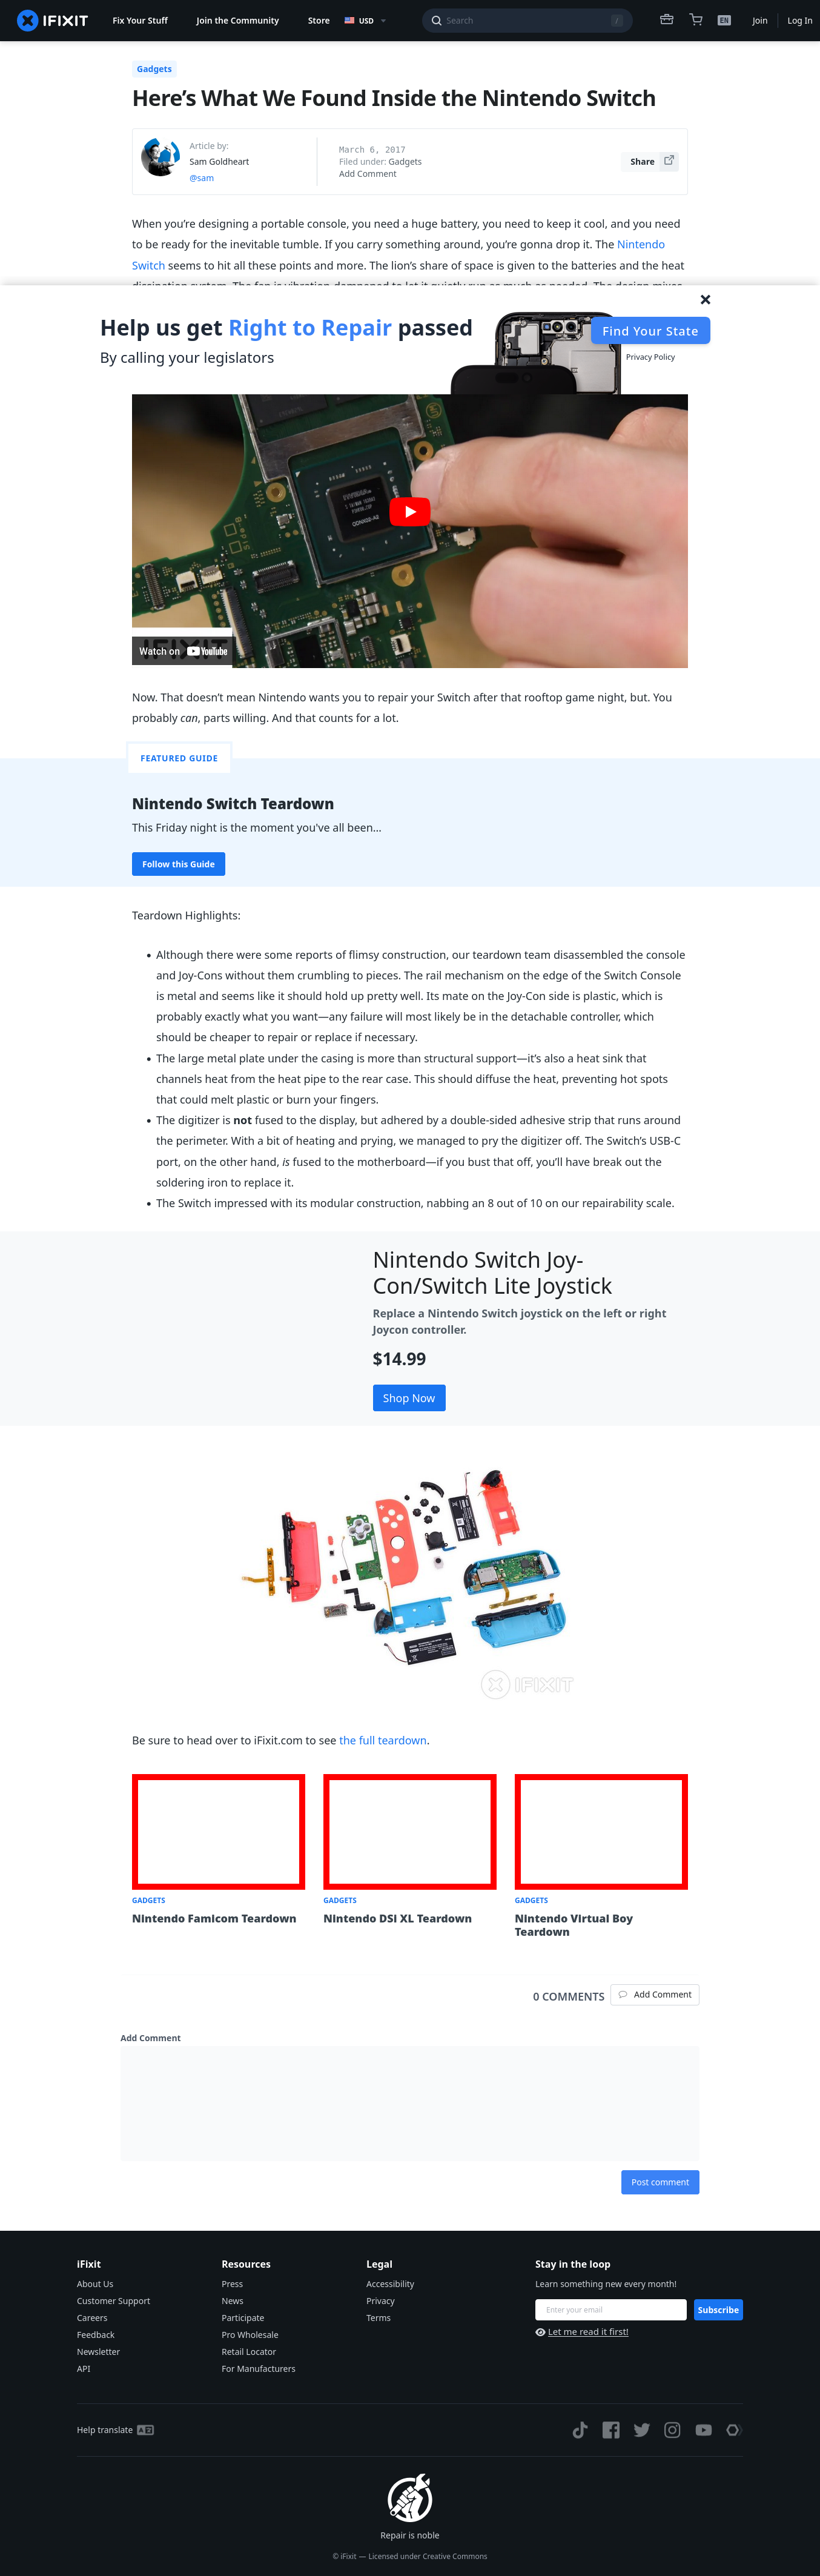 IFIXIT
Fix Your Stuff
Join the Community
Store
USD
Search
/
EN
Join
Log In
Gadgets
Here’s What We Found Inside the Nintendo Switch
Article by:
Sam Goldheart
@sam
March 6, 2017
Filed under: Gadgets
Add Comment
Share
When you’re designing a portable console, you need a huge battery, you need to keep it cool, and you need
to be ready for the inevitable tumble. If you carry something around, you’re gonna drop it. The Nintendo
Switch seems to hit all these points and more. The lion’s share of space is given to the batteries and the heat
Help us get Right to Repair passed
By calling your legislators
Find Your State
Privacy Policy
Watch on YouTube
Now. That doesn’t mean Nintendo wants you to repair your Switch after that rooftop game night, but. You
probably can, parts willing. And that counts for a lot.
FEATURED GUIDE
Nintendo Switch Teardown
This Friday night is the moment you've all been...
Follow this Guide
Teardown Highlights:
Although there were some reports of flimsy construction, our teardown team disassembled the console
and Joy-Cons without them crumbling to pieces. The rail mechanism on the edge of the Switch Console
is metal and seems like it should hold up pretty well. Its mate on the Joy-Con side is plastic, which is
probably exactly what you want—any failure will most likely be in the detachable controller, which
should be cheaper to repair or replace if necessary.
The large metal plate under the casing is more than structural support—it’s also a heat sink that
channels heat from the heat pipe to the rear case. This should diffuse the heat, preventing hot spots
that could melt plastic or burn your fingers.
The digitizer is not fused to the display, but adhered by a double-sided adhesive strip that runs around
the perimeter. With a bit of heating and prying, we managed to pry the digitizer off. The Switch’s USB-C
port, on the other hand, is fused to the motherboard—if you bust that off, you’ll have break out the
soldering iron to replace it.
The Switch impressed with its modular construction, nabbing an 8 out of 10 on our repairability scale.
Nintendo Switch Joy-
Con/Switch Lite Joystick
Replace a Nintendo Switch joystick on the left or right
Joycon controller.
$14.99
Shop Now
IFIXIT
Be sure to head over to iFixit.com to see the full teardown.
GADGETS
Nintendo Famicom Teardown
GADGETS
Nintendo DSi XL Teardown
GADGETS
Nintendo Virtual Boy
Teardown
0 COMMENTS
Add Comment
Add Comment
Post comment
iFixit
About Us
Customer Support
Careers
Feedback
Newsletter
API
Resources
Press
News
Participate
Pro Wholesale
Retail Locator
For Manufacturers
Legal
Accessibility
Privacy
Terms
Stay in the loop
Learn something new every month!
Enter your email
Subscribe
Let me read it first!
Help translate
Repair is noble
© iFixit — Licensed under Creative Commons